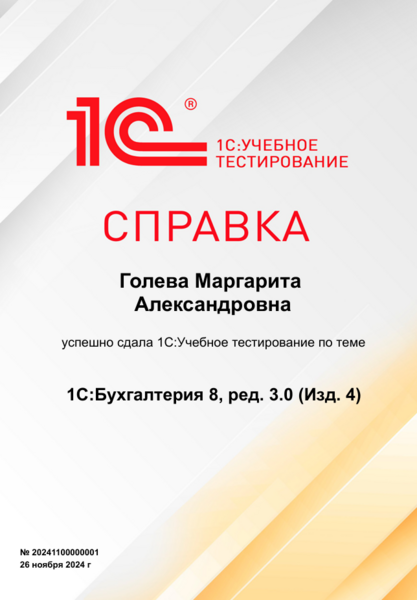 1С®
1С:УЧЕБНОЕ
ТЕСТИРОВАНИЕ
СПРАВКА
Голева Маргарита
Александровна
успешно сдала 1С:Учебное тестирование по теме
1С:Бухгалтерия 8, ред. 3.0 (Изд. 4)
№ 20241100000001
26 ноября 2024 г